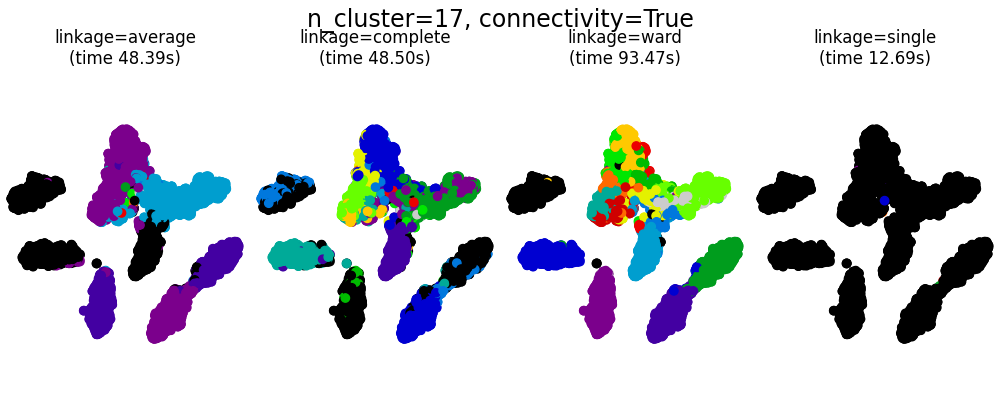 n_cluster=17, connectivity=True
linkage=average
(time 48.39s)
linkage=complete
(time 48.50s)
linkage=ward
(time 93.47s)
linkage=single
(time 12.69s)